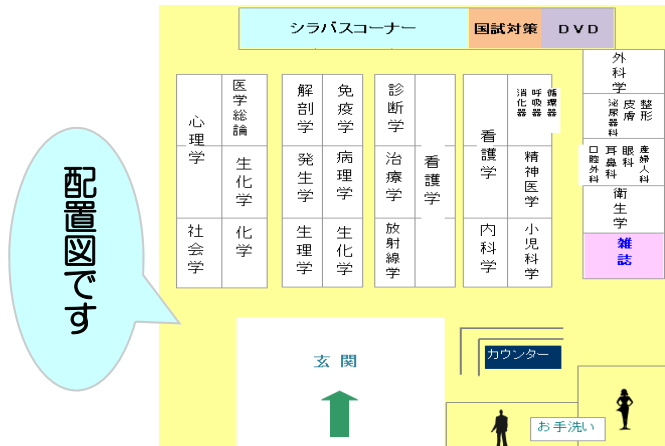 シラバスコーナー
国試対策
ＤＶＤ
心理学
社会学
医学総論
生化学
化学
解剖学
発生学
生理学
免疫学
病理学
生化学
診断学
治療学
放射線学
看護学
看護学
内科学
循環器
呼吸器
消化器
精神医学
小児科学
外科学
整形
皮膚
泌尿器科
産婦人科
眼科
耳鼻科
口腔外科
衛生学
雑誌
配置図です
玄関
カウンター
お手洗い